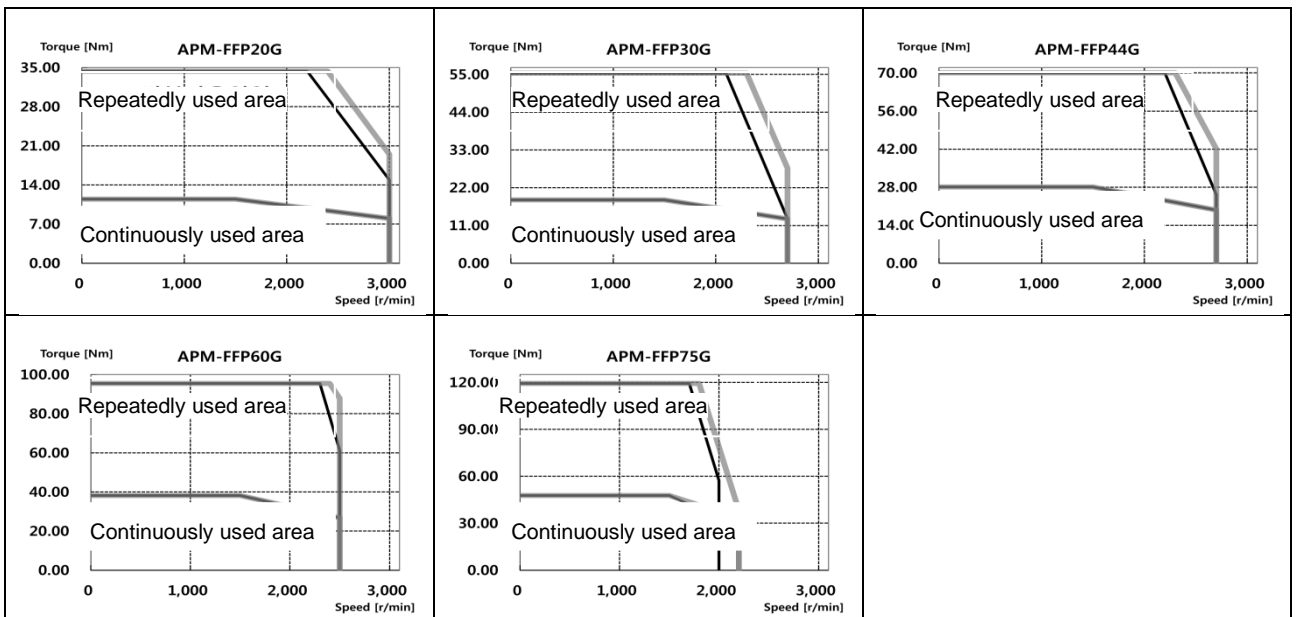 Torque [Nm] APM-FFP20G
35.00
28.00
21.00
14.00
7.00
0.00
Repeatedly used area
Continuously used area
0 1,000 2,000 3,000
Speed [r/min]
Torque [Nm] APM-FFP30G
55.00
44.00
33.00
22.00
11.00
0.00
Repeatedly used area
Continuously used area
0 1,000 2,000 3,000
Speed [r/min]
Torque [Nm] APM-FFP44G
70.00
56.00
42.00
28.00
14.00
0.00
Repeatedly used area
Continuously used area
0 1,000 2,000 3,000
Speed [r/min]
Torque [Nm] APM-FFP60G
100.00
80.00
60.00
40.00
20.00
0.00
Repeatedly used area
Continuously used area
0 1,000 2,000 3,000
Speed [r/min]
Torque [Nm] APM-FFP75G
120.00
90.00
60.00
30.00
0.00
Repeatedly used area
Continuously used area
0 1,000 2,000 3,000
Speed [r/min]